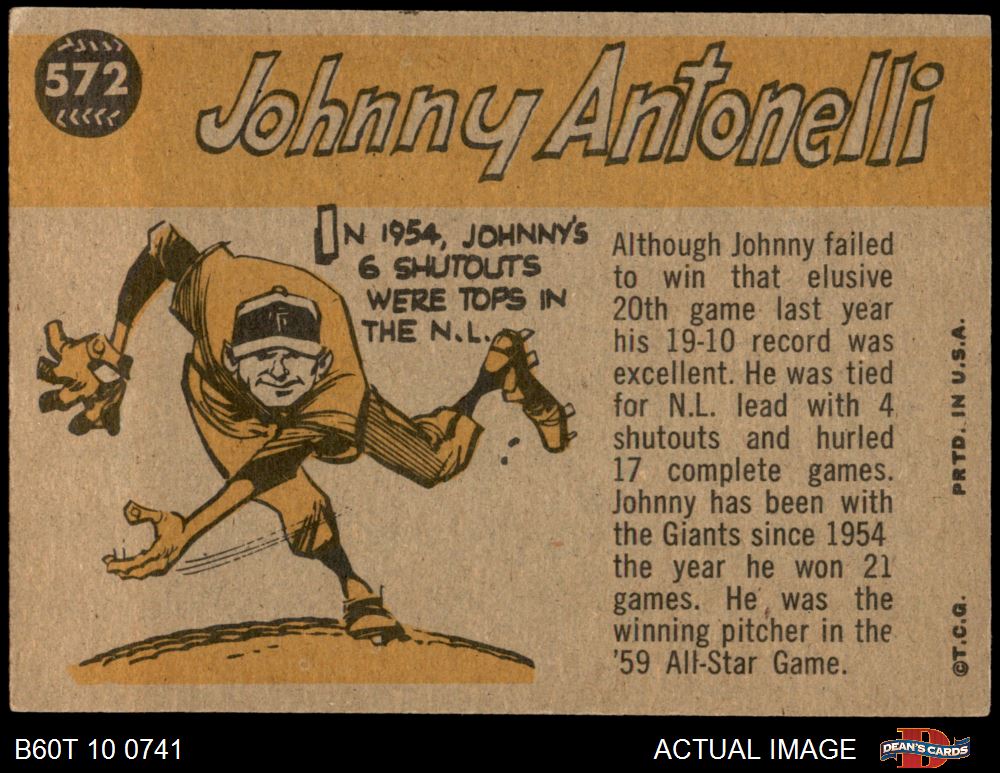 572
Johnny Antonelli
IN 1954, JOHNNY'S
6 SHUTOUTS
WERE TOPS IN
THE N.L.
Although Johnny failed
to win that elusive
20th game last year
his 19-10 record was
excellent. He was tied
for N.L. lead with 4
shutouts and hurled
17 complete games.
Johnny has been with
the Giants since 1954
the year he won 21
games. He was the
winning pitcher in the
'59 All-Star Game.
©T.C.G. PRTD. IN U.S.A.
B60T 10 0741
ACTUAL IMAGE
DEAN'S CARDS